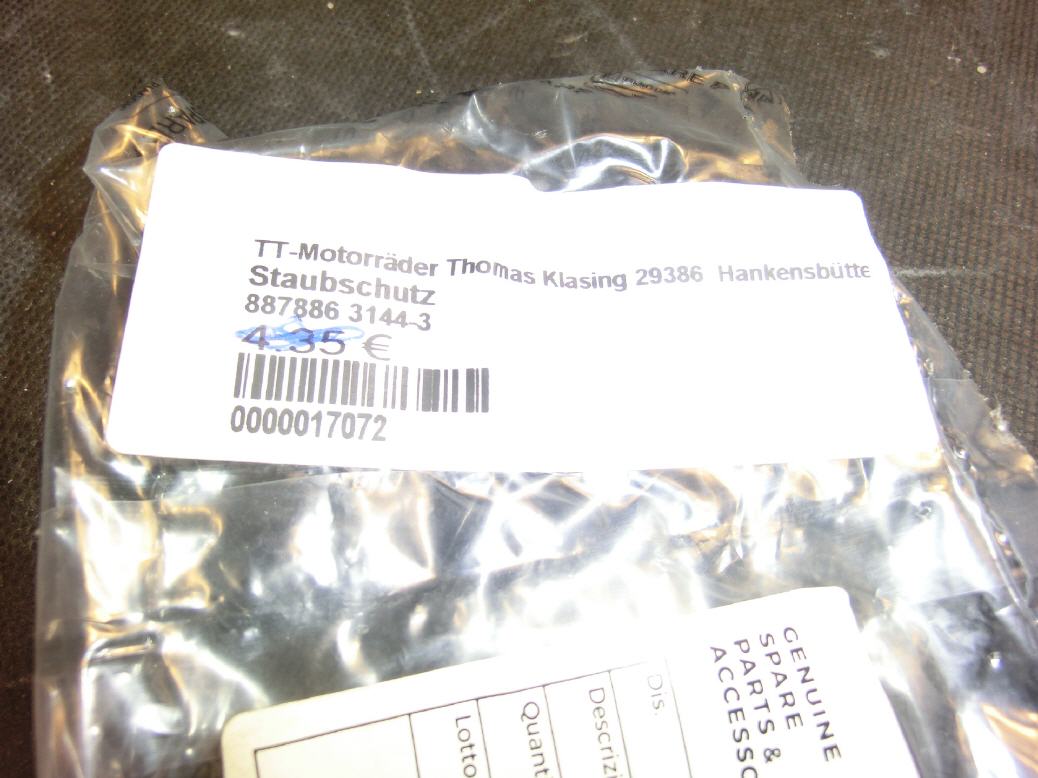 TT-Motorräder Thomas Klasing 29386 Hankensbütte
Staubschutz
887886 3144-3
4.35 €
0000017072
GENUINE
SPARE
PARTS &
ACCESSO
Dis.
Descrizi
Quant
Lotto